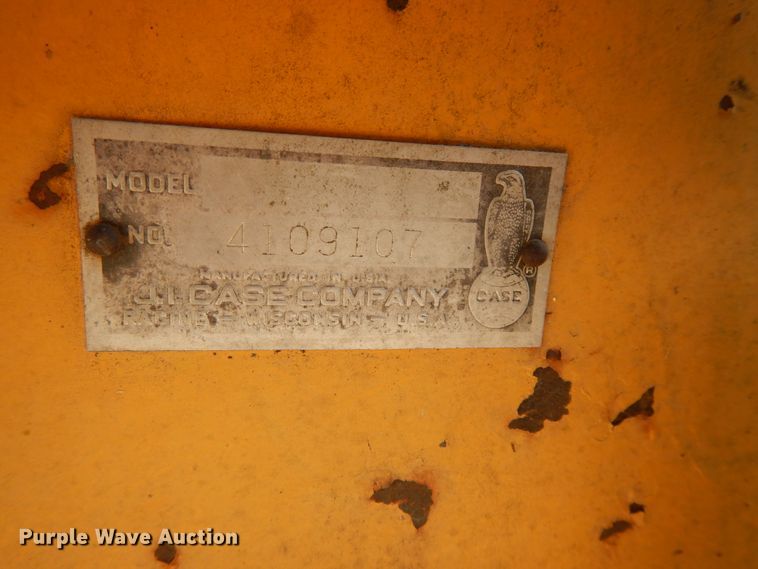 MODEL
NO. 4109107
MANUFACTURED IN U.S.A.
J.I. CASE COMPANY
RACINE - WISCONSIN - U.S.A.
CASE
®
Purple Wave Auction